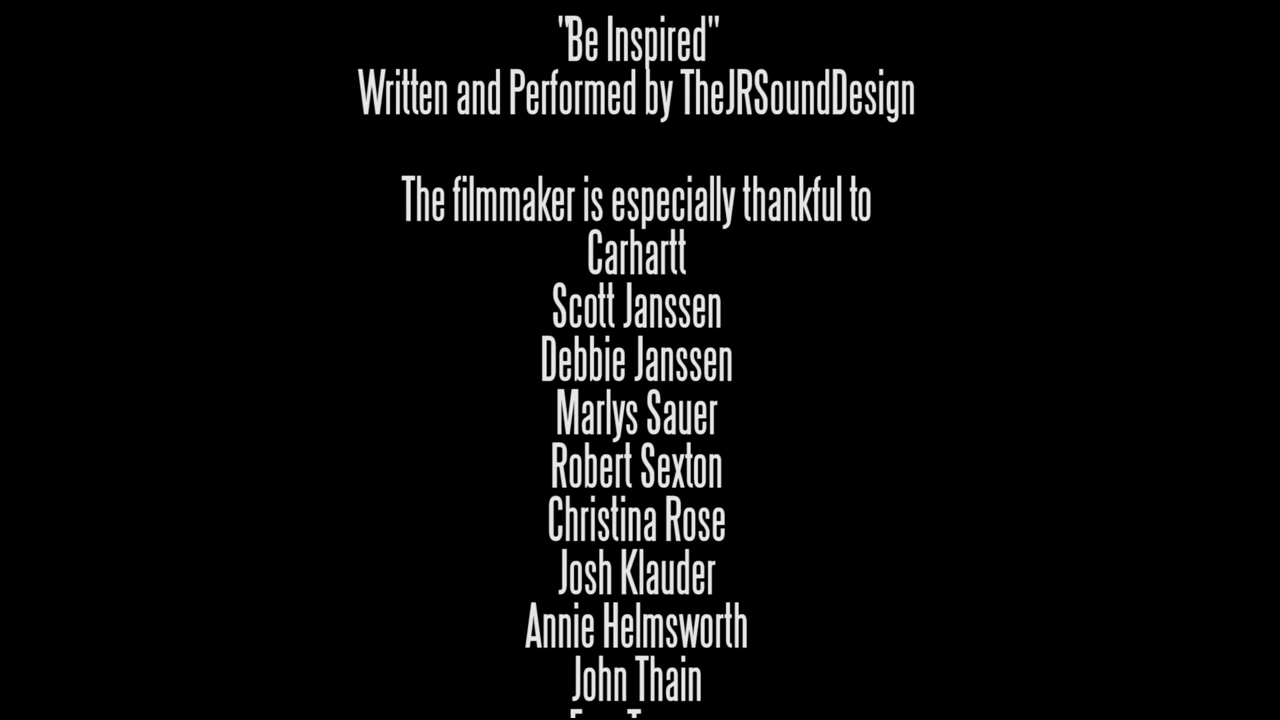 "Be Inspired"
Written and Performed by TheJRSoundDesign
The filmmaker is especially thankful to
Carhartt
Scott Janssen
Debbie Janssen
Marlys Sauer
Robert Sexton
Christina Rose
Josh Klauder
Annie Helmsworth
John Thain